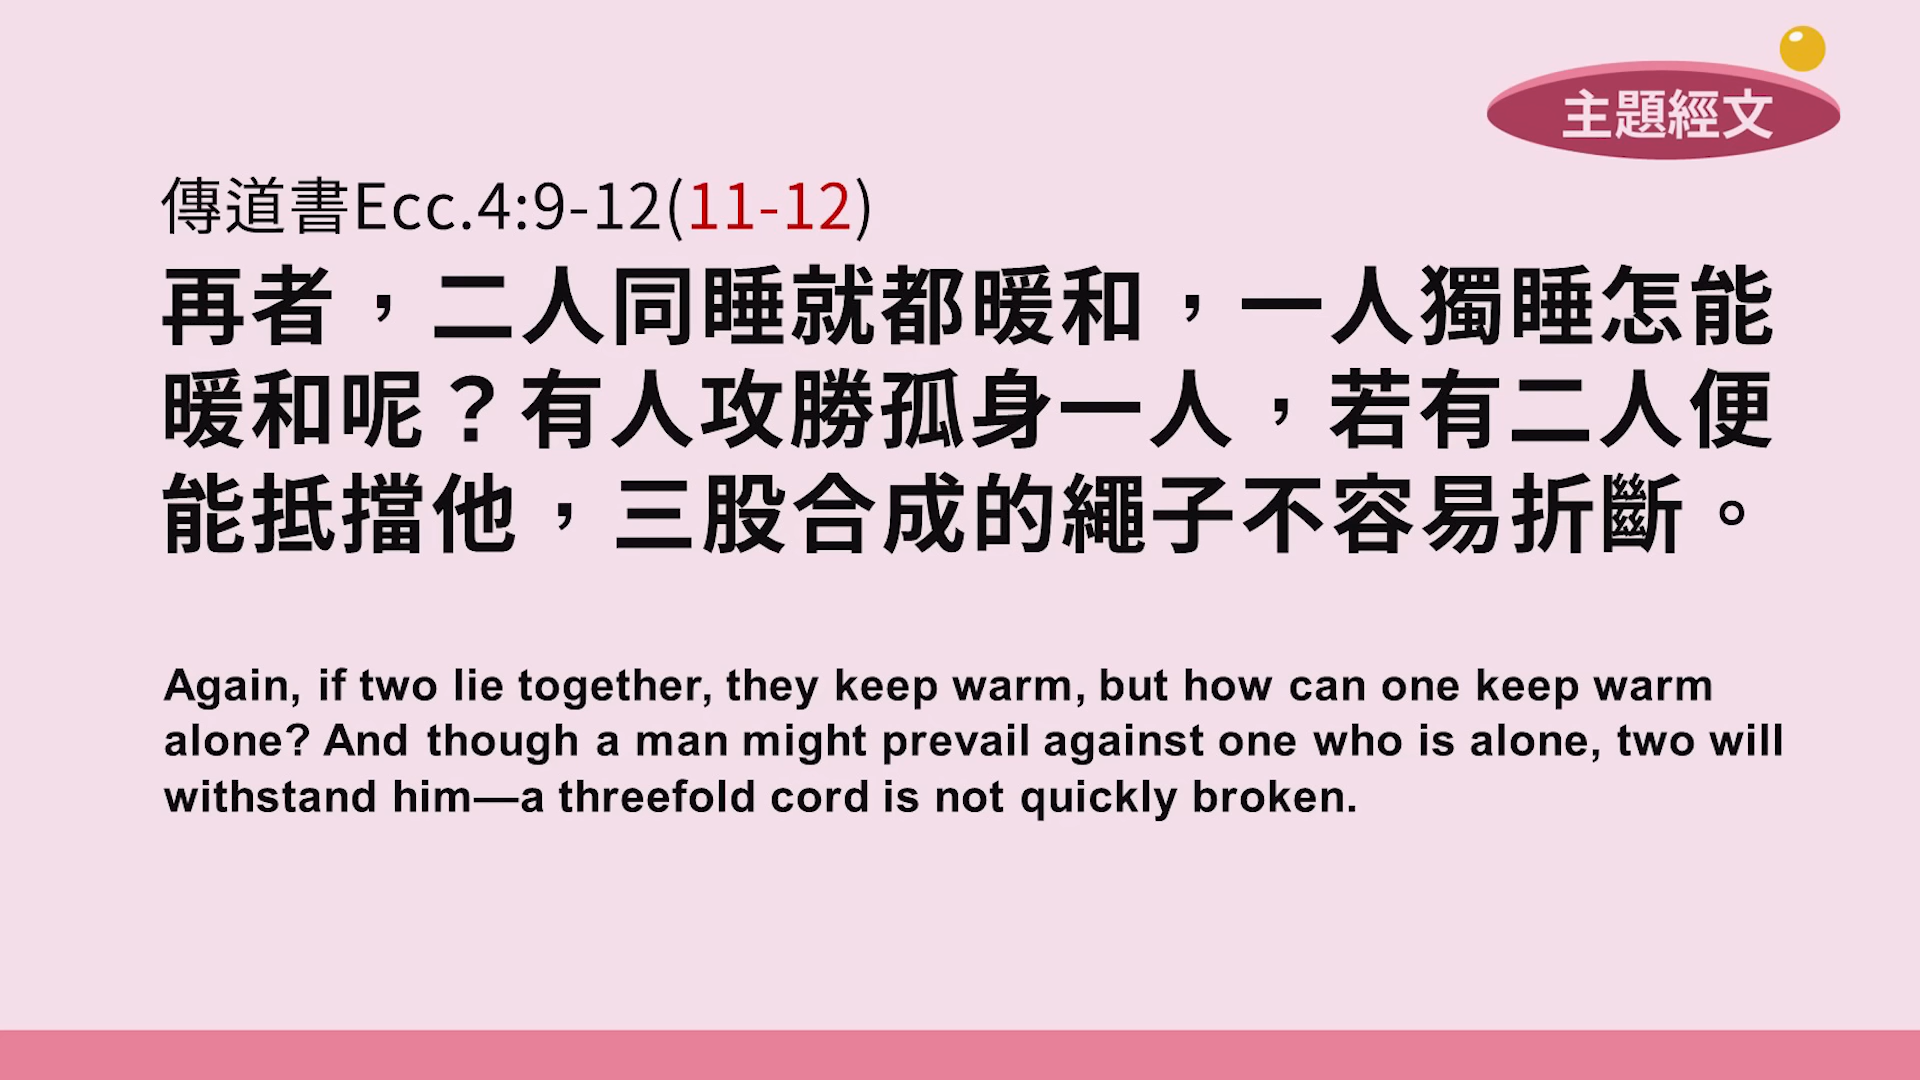 主題經文
傳道書Ecc.4:9-12(11-12)
再者，二人同睡就都暖和，一人獨睡怎能
暖和呢？有人攻勝孤身一人，若有二人便
能抵擋他，三股合成的繩子不容易折斷。
Again, if two lie together, they keep warm, but how can one keep warm
alone? And though a man might prevail against one who is alone, two will
withstand him—a threefold cord is not quickly broken.